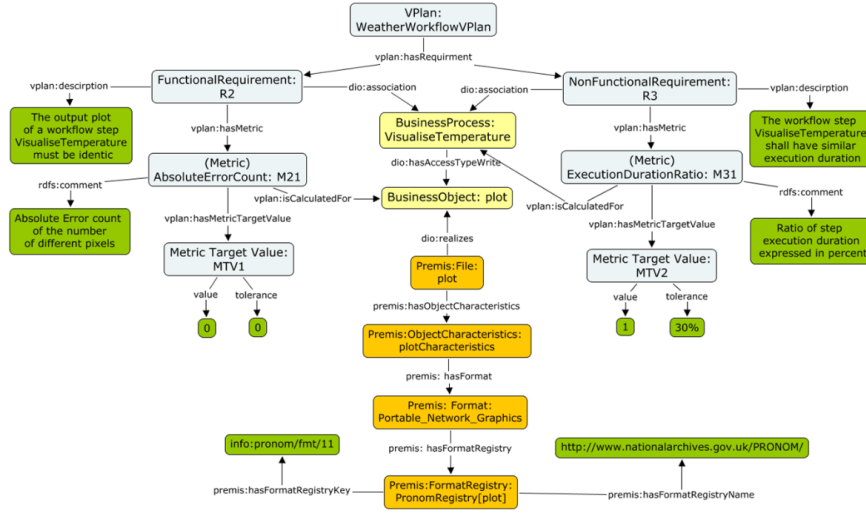 VPlan:
WeatherWorkflowVPlan
vplan:hasRequirment
FunctionalRequirement:
R2
NonFunctionalRequirement:
R3
vplan:descirption
dio:association
dio:association
vplan:descirption
The output plot
of a workflow step
VisualiseTemperature
must be identic
BusinessProcess:
VisualiseTemperature
The workflow step
VisualiseTemperature
shall have similar
execution duration
vplan:hasMetric
vplan:hasMetric
(Metric)
AbsoluteErrorCount: M21
dio:hasAccessTypeWrite
(Metric)
ExecutionDurationRatio: M31
rdfs:comment
vplan:isCalculatedFor
BusinessObject: plot
vplan:isCalculatedFor
rdfs:comment
Absolute Error count
of the number
of different pixels
vplan:hasMetricTargetValue
vplan:hasMetricTargetValue
Ratio of step
execution duration
expressed in percent
dio:realizes
Metric Target Value:
MTV1
Premis:File:
plot
Metric Target Value:
MTV2
value
tolerance
premis:hasObjectCharacteristics
value
tolerance
0
0
1
30%
Premis:ObjectCharacteristics:
plotCharacteristics
premis: hasFormat
Premis: Format:
Portable_Network_Graphics
info:pronom/fmt/11
premis: hasFormatRegistry
http://www.nationalarchives.gov.uk/PRONOM/
premis:hasFormatRegistryKey
Premis:FormatRegistry:
PronomRegistry[plot]
premis:hasFormatRegistryName